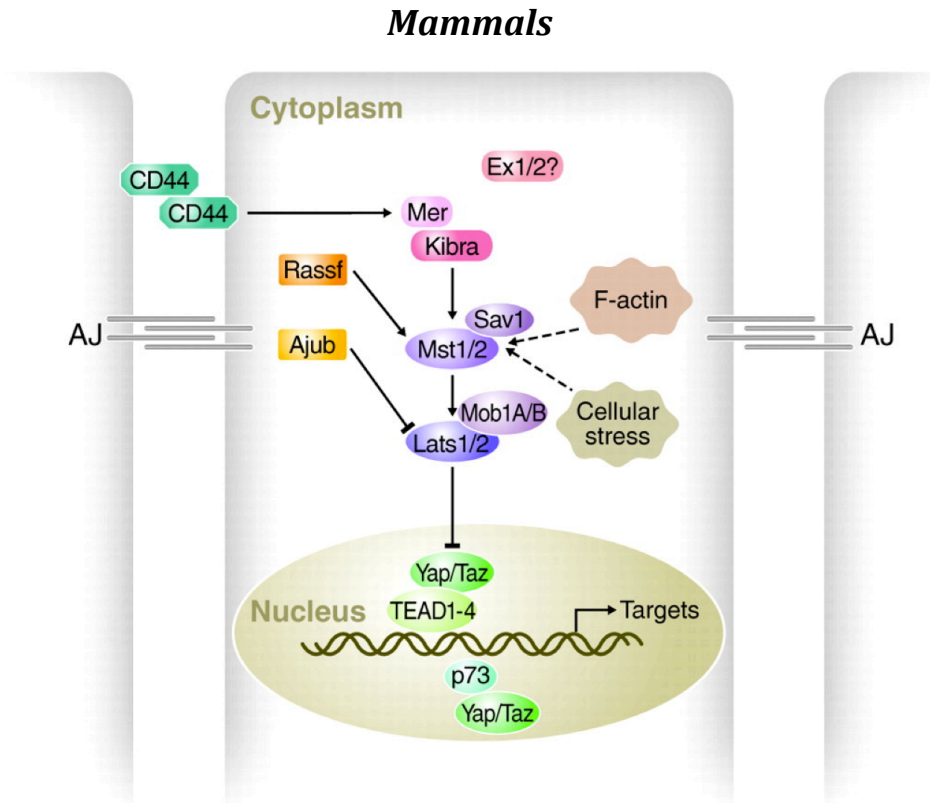 Mammals
Cytoplasm
Ex1/2?
CD44
CD44
Mer
Kibra
Rassf
F-actin
Sav1
AJ
Ajub
Mst1/2
AJ
Mob1A/B
Cellular
stress
Lats1/2
Yap/Taz
Nucleus
TEAD1-4
Targets
p73
Yap/Taz